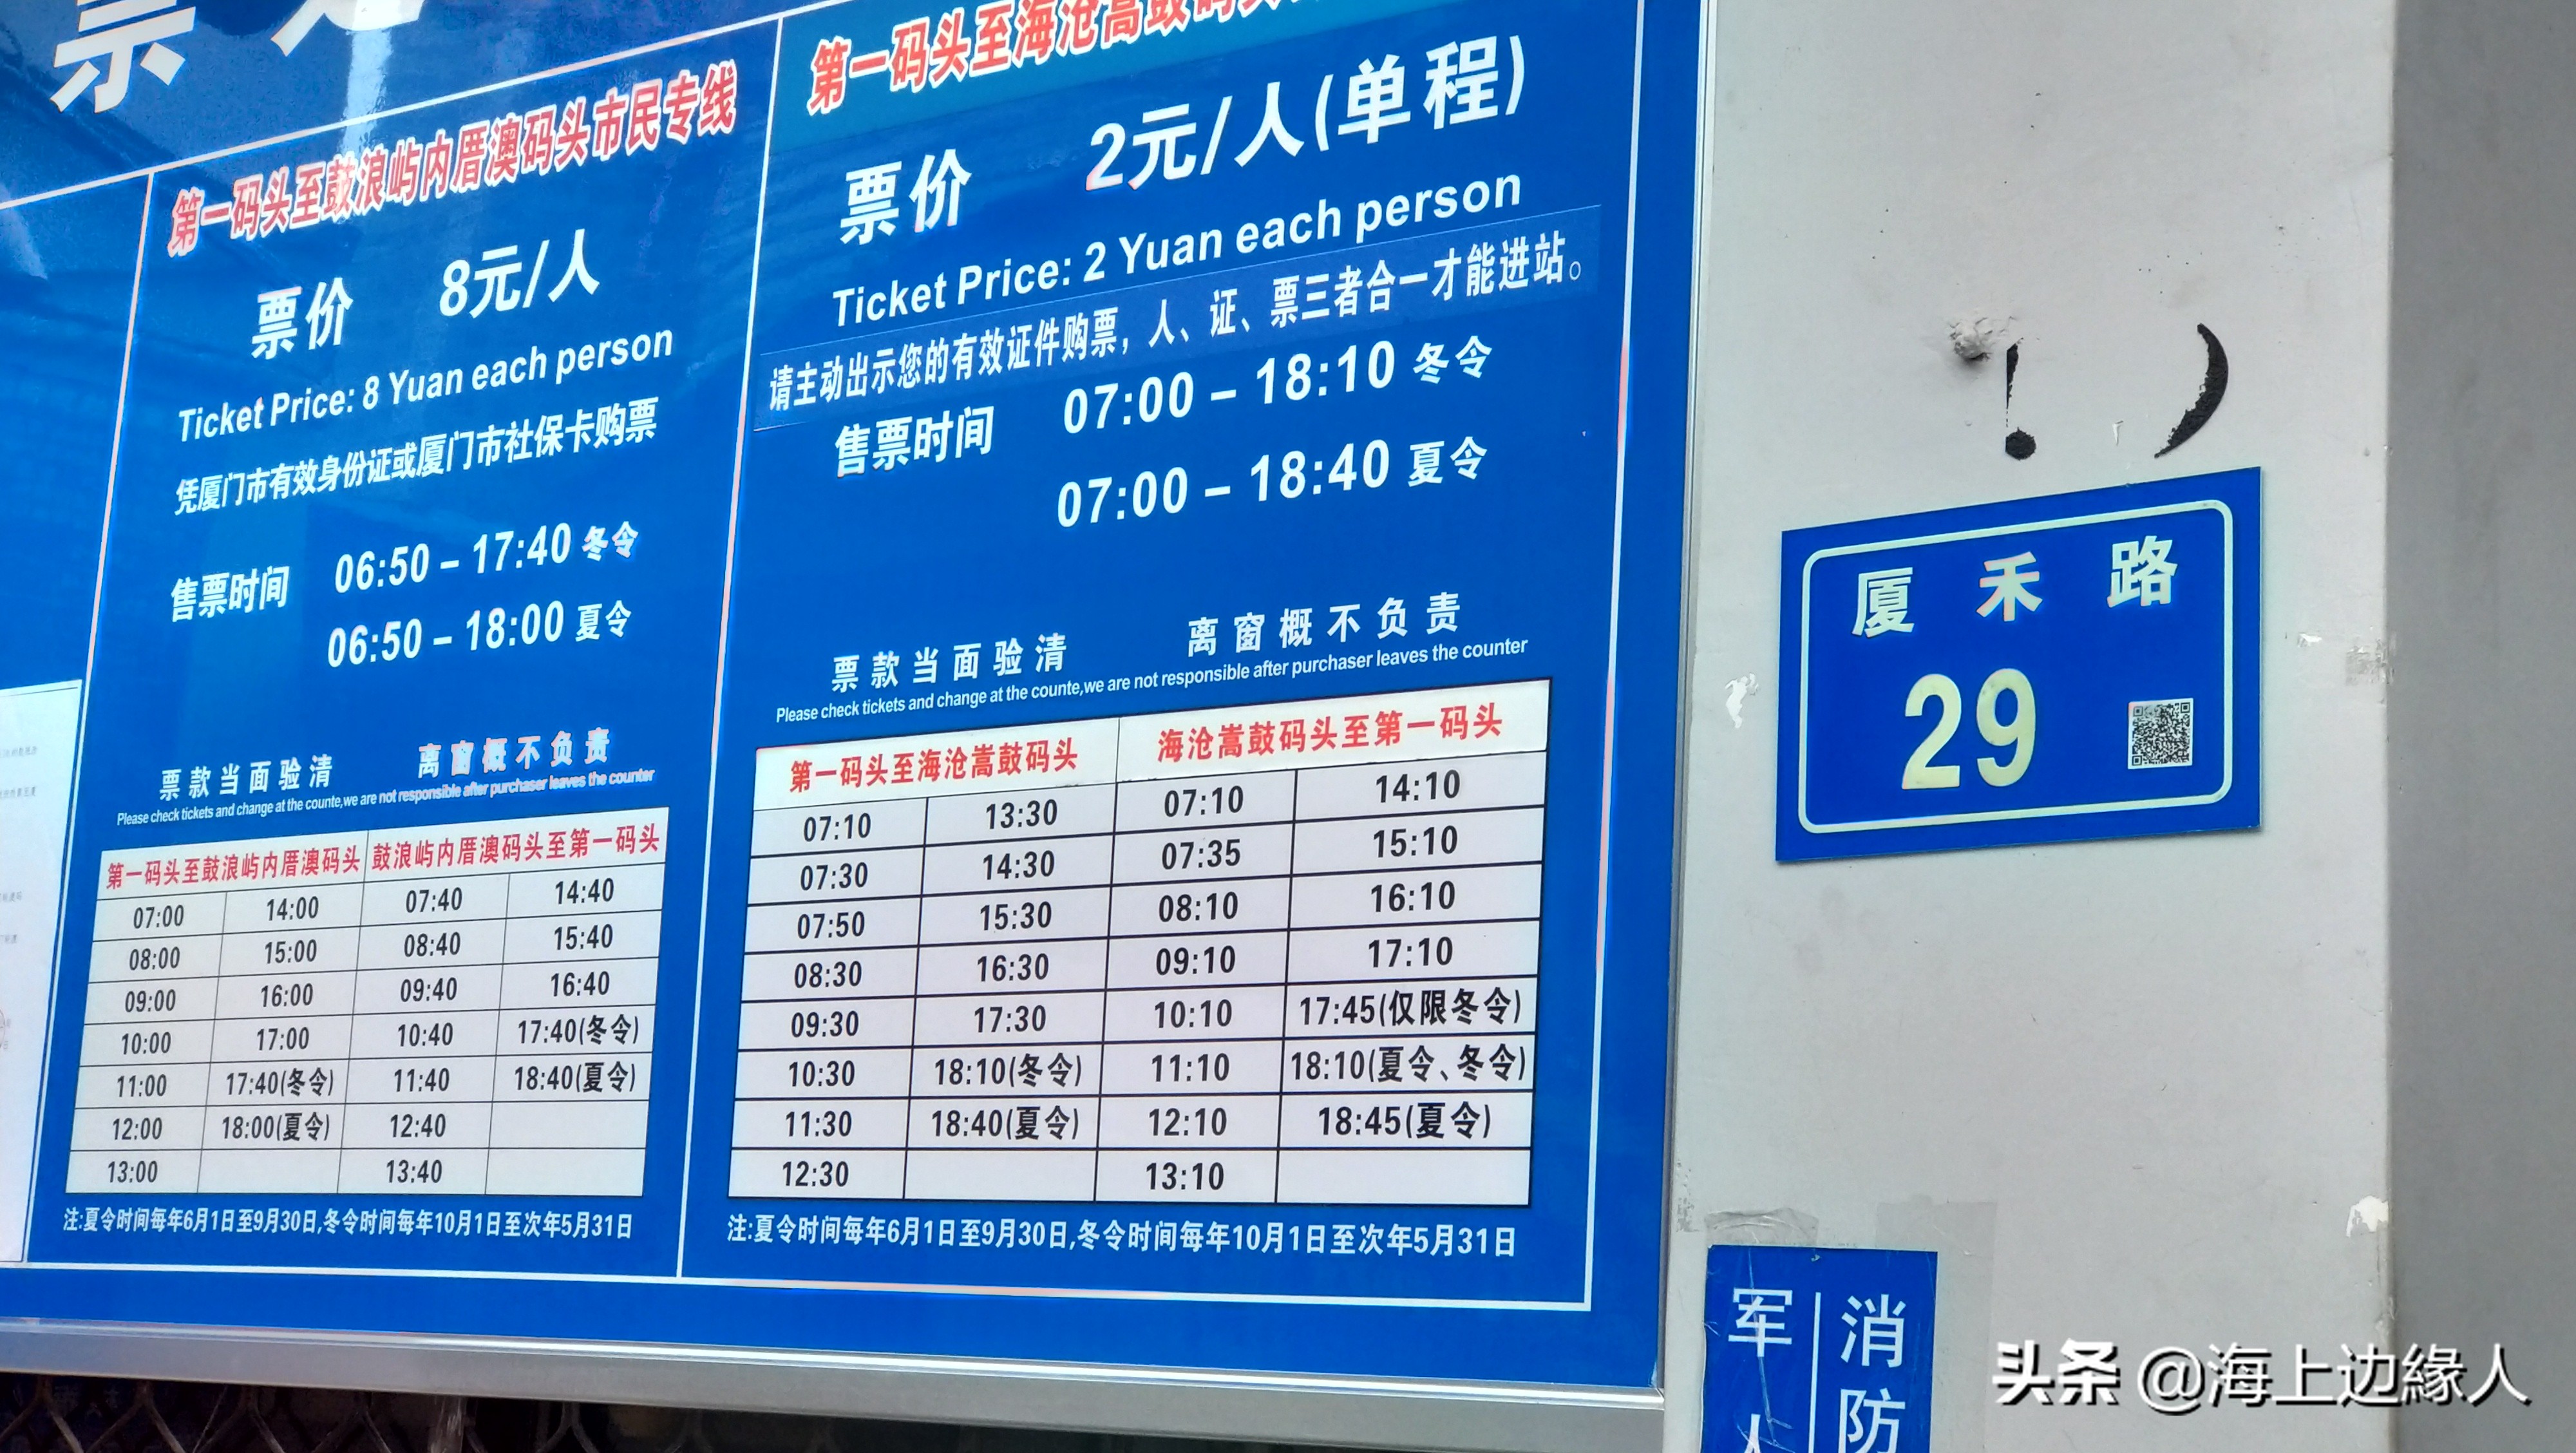 票
第一码头至鼓浪屿内厝澳码头市民专线
票价 8元/人
Ticket Price: 8 Yuan each person
凭厦门市有效身份证或厦门市社保卡购票
售票时间 06:50 – 17:40 冬令
06:50 – 18:00 夏令
票款当面验清 离窗概不负责
Please check tickets and change at the counte,we are not responsible after purchaser leaves the counter
第一码头至鼓浪屿内厝澳码头 鼓浪屿内厝澳码头至第一码头
07:00 14:00 07:40 14:40
08:00 15:00 08:40 15:40
09:00 16:00 09:40 16:40
10:00 17:00 10:40 17:40(冬令)
11:00 17:40(冬令) 11:40 18:40(夏令)
12:00 18:00(夏令) 12:40
13:00 13:40
注:夏令时间每年6月1日至9月30日,冬令时间每年10月1日至次年5月31日
第一码头至海沧嵩鼓码头
票价 2元/人(单程)
Ticket Price: 2 Yuan each person
请主动出示您的有效证件购票，人、证、票三者合一才能进站。
售票时间 07:00 – 18:10 冬令
07:00 – 18:40 夏令
票款当面验清 离窗概不负责
Please check tickets and change at the counte,we are not responsible after purchaser leaves the counter
第一码头至海沧嵩鼓码头 海沧嵩鼓码头至第一码头
07:10 13:30 07:10 14:10
07:30 14:30 07:35 15:10
07:50 15:30 08:10 16:10
08:30 16:30 09:10 17:10
09:30 17:30 10:10 17:45(仅限冬令)
10:30 18:10(冬令) 11:10 18:10(夏令、冬令)
11:30 18:40(夏令) 12:10 18:45(夏令)
12:30 13:10
注:夏令时间每年6月1日至9月30日,冬令时间每年10月1日至次年5月31日
厦禾路
29
军人
消防
头条 @海上边緣人